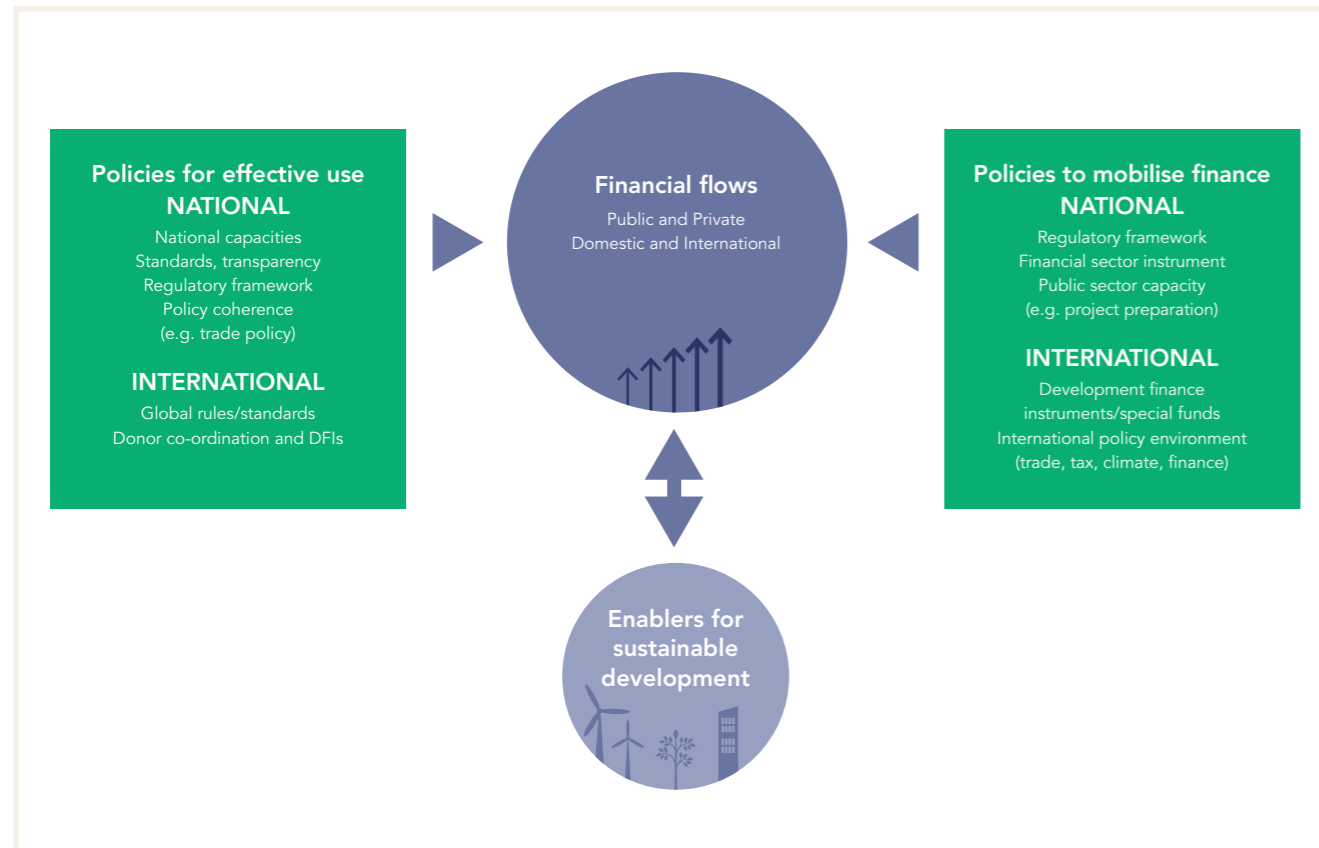 Policies for effective use
NATIONAL
National capacities
Standards, transparency
Regulatory framework
Policy coherence
(e.g. trade policy)
INTERNATIONAL
Global rules/standards
Donor co-ordination and DFIs
Financial flows
Public and Private
Domestic and International
Policies to mobilise finance
NATIONAL
Regulatory framework
Financial sector instrument
Public sector capacity
(e.g. project preparation)
INTERNATIONAL
Development finance
instruments/special funds
International policy environment
(trade, tax, climate, finance)
Enablers for
sustainable
development